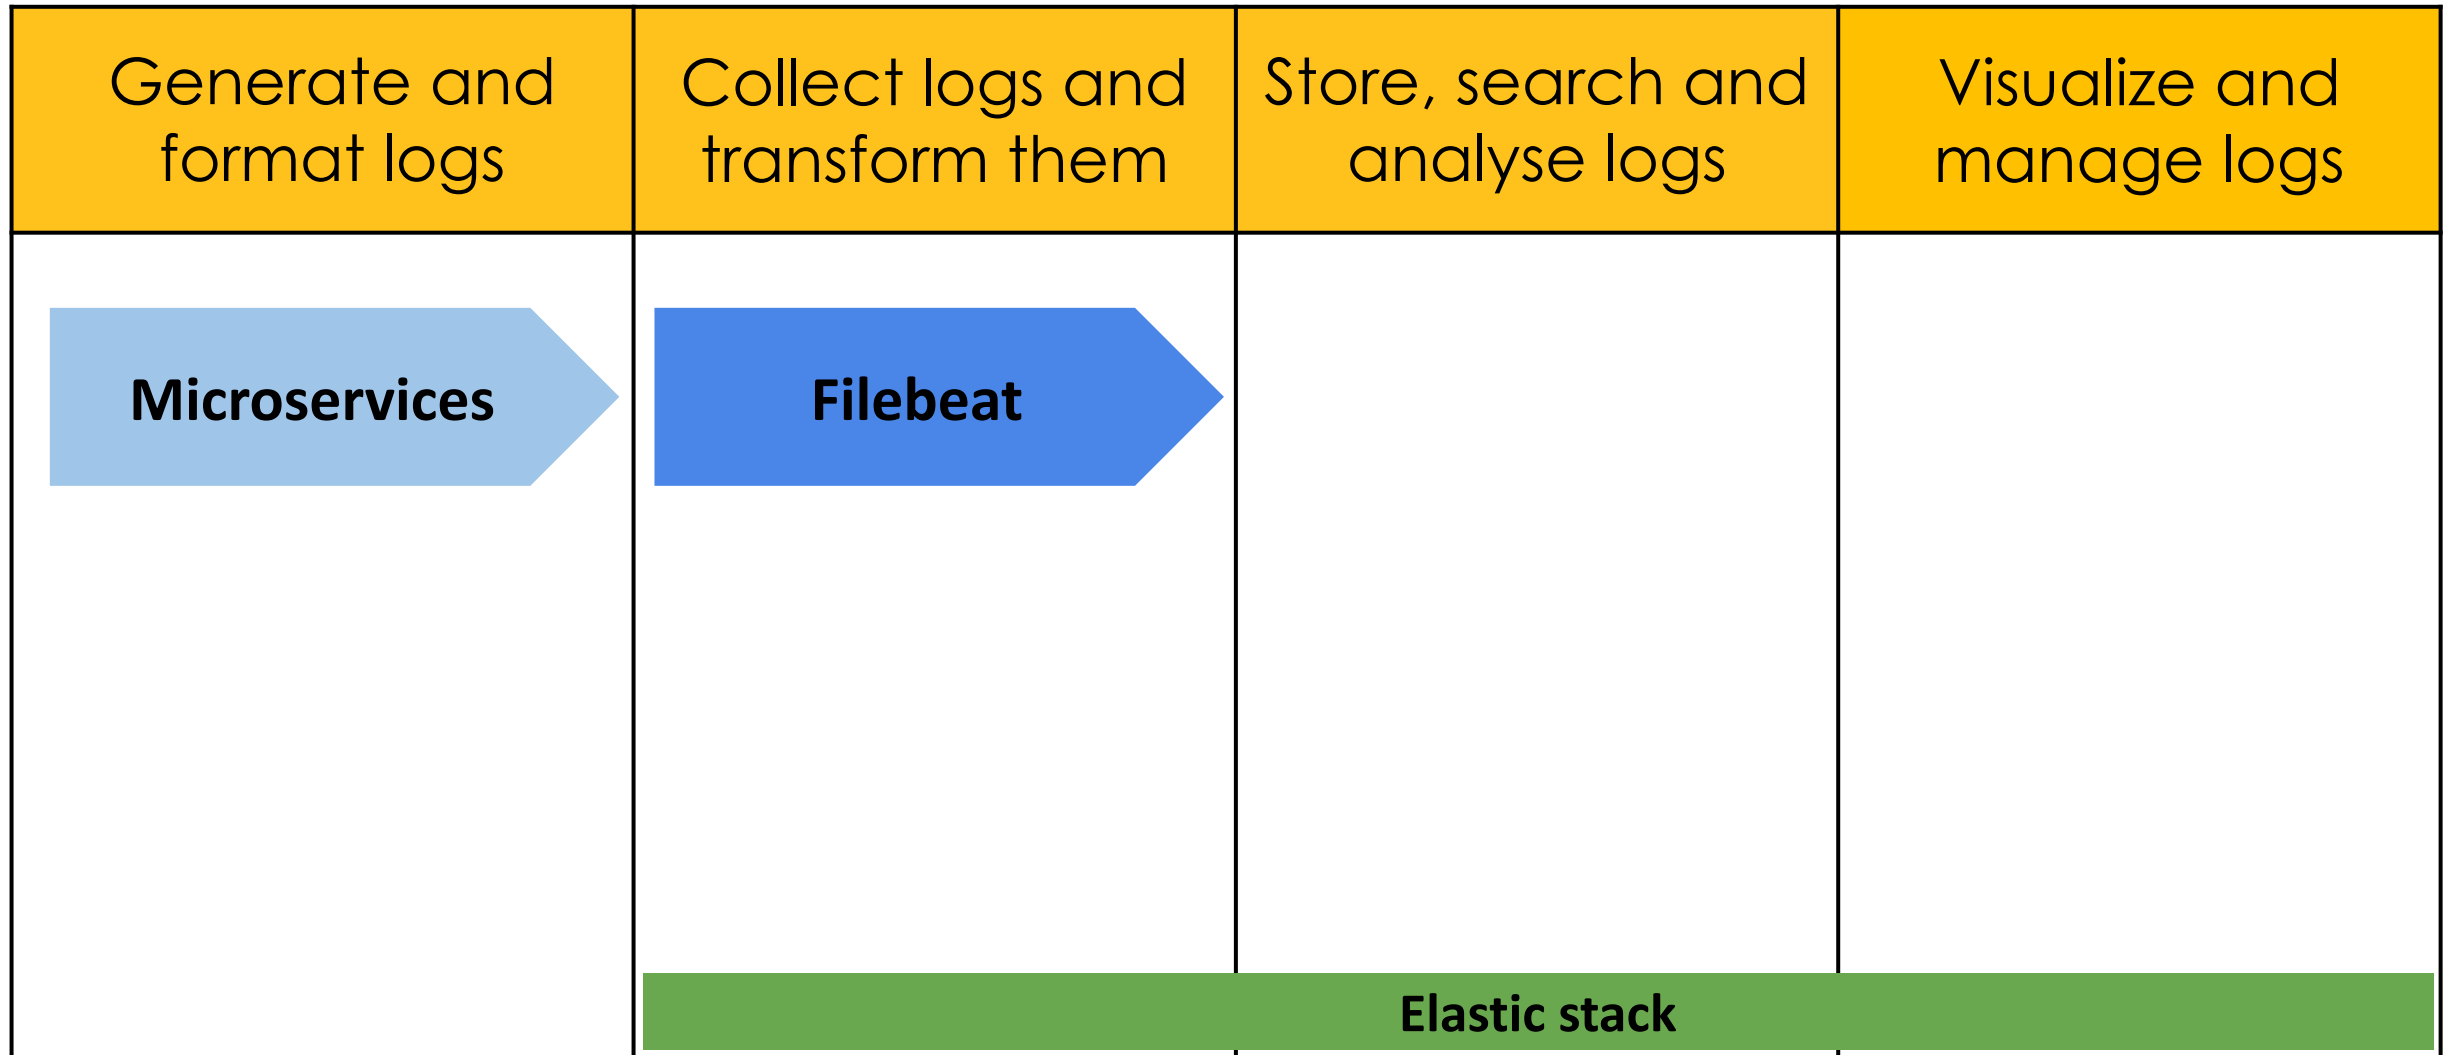 Generate and
format logs
Collect logs and
transform them
Store, search and
analyse logs
Visualize and
manage logs
Microservices
Filebeat
Elastic stack